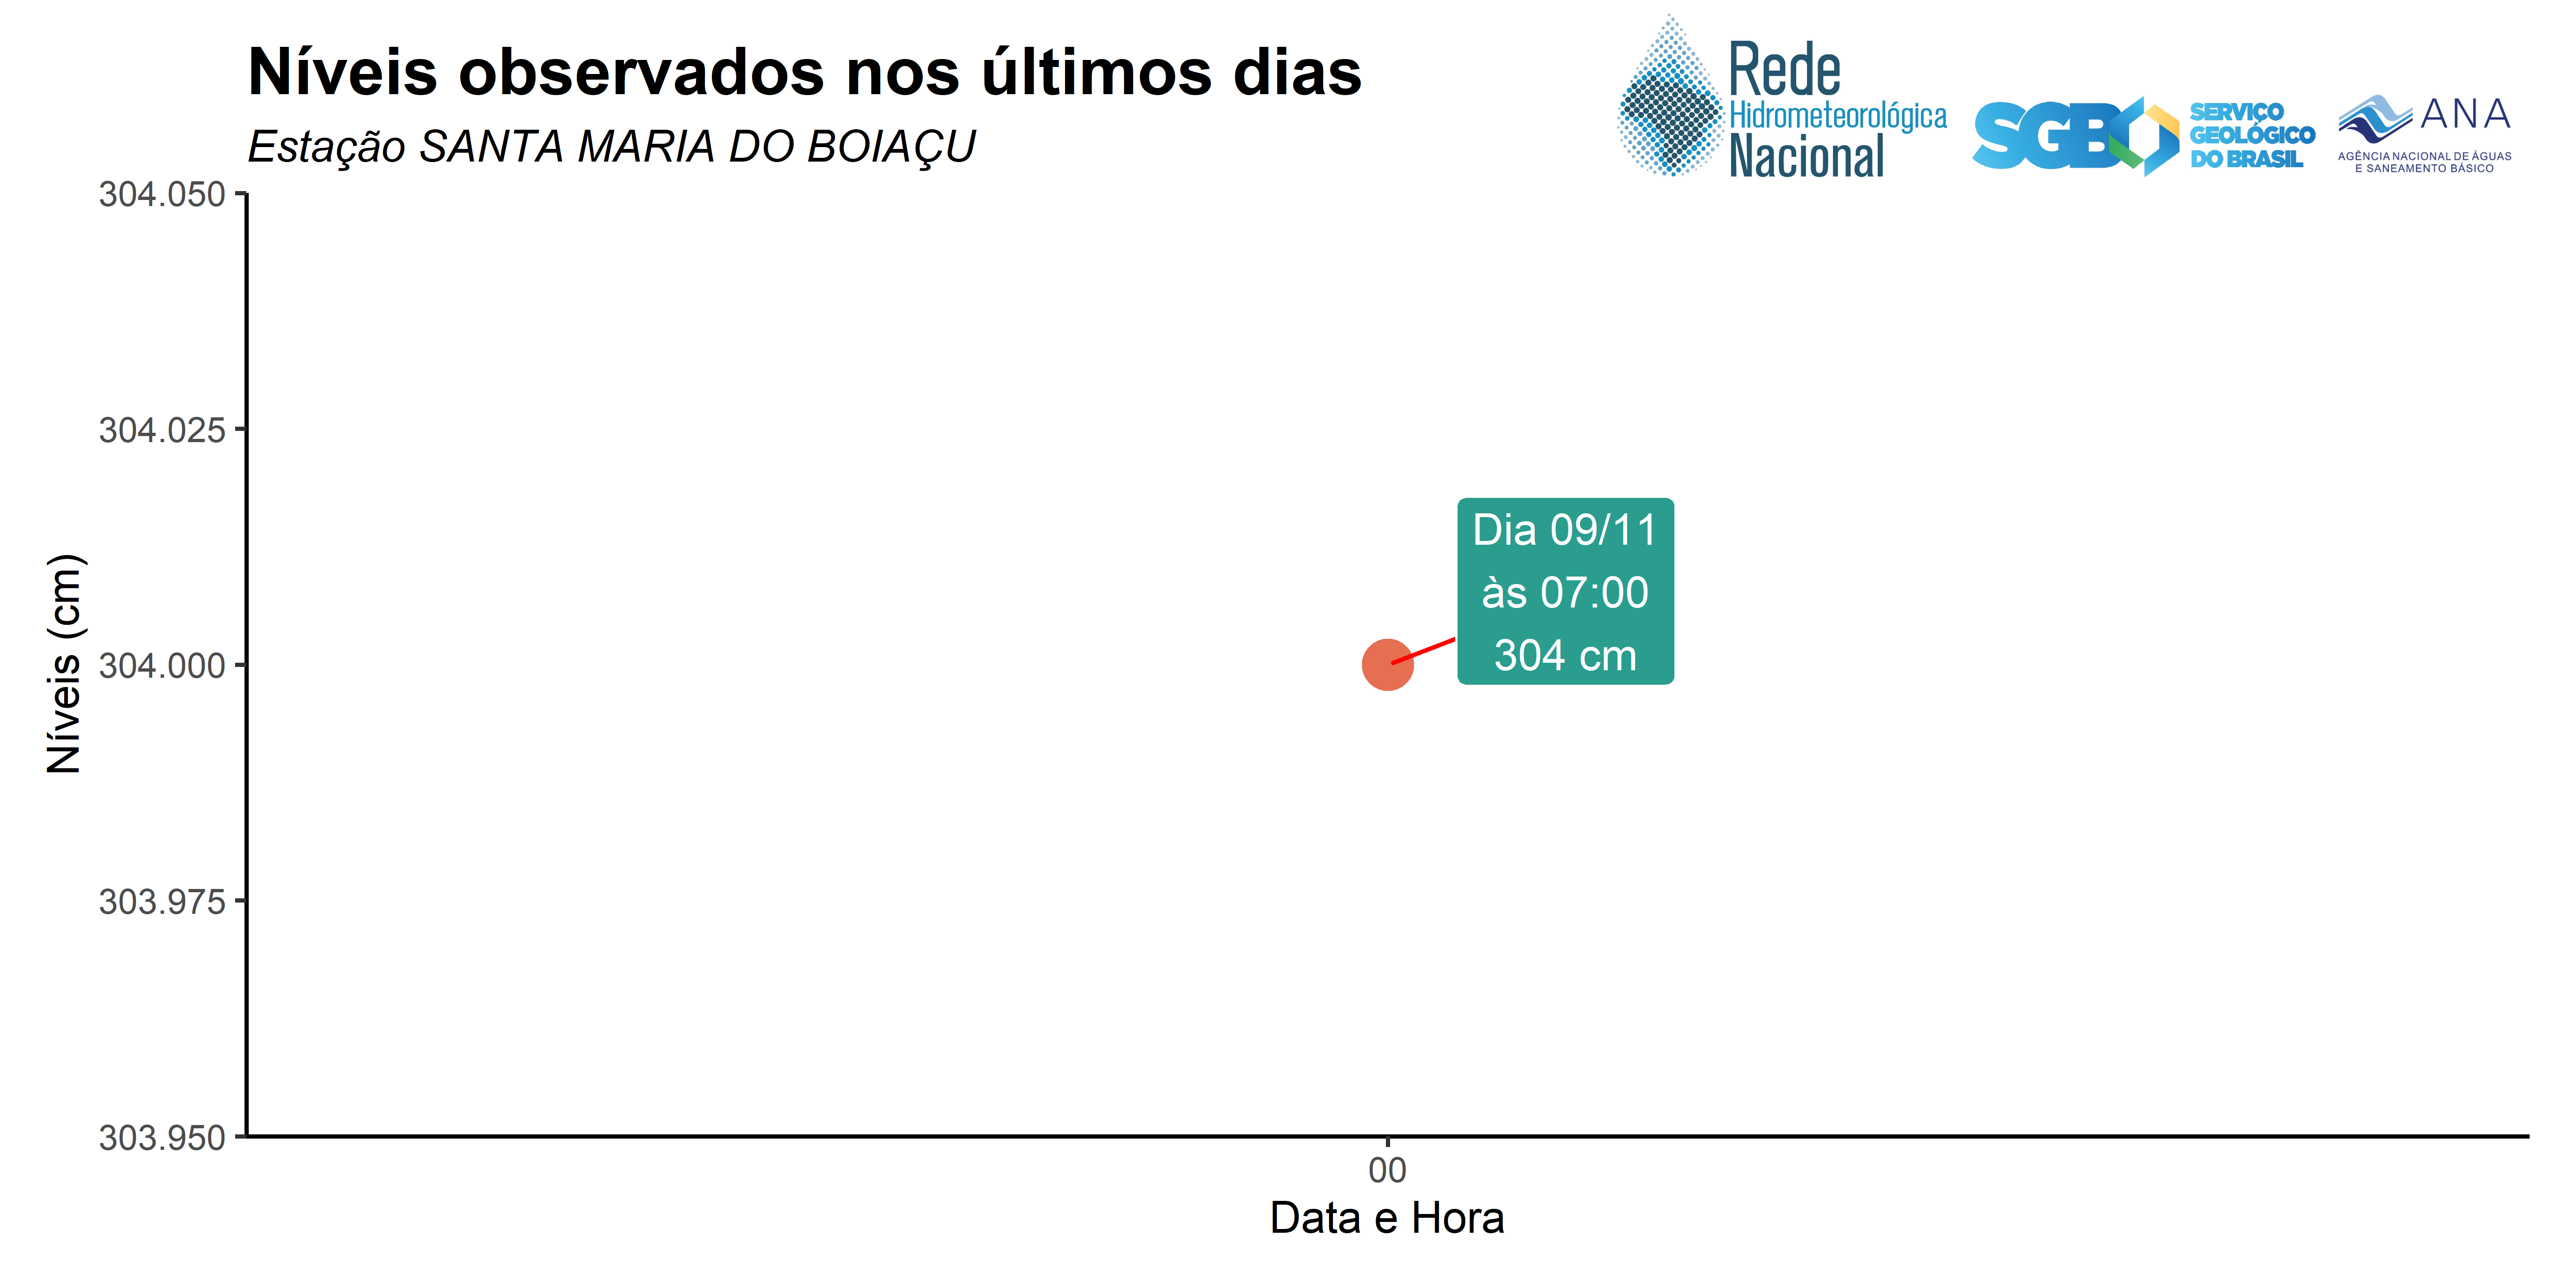 Níveis observados nos últimos dias
Estação SANTA MARIA DO BOIAÇU
Rede
Hidrometeorológica
Nacional
SGB
SERVIÇO
GEOLÓGICO
DO BRASIL
ANA
AGÊNCIA NACIONAL DE ÁGUAS
E SANEAMENTO BÁSICO
304.050
304.025
304.000
303.975
303.950
Níveis (cm)
Dia 09/11
às 07:00
304 cm
00
Data e Hora